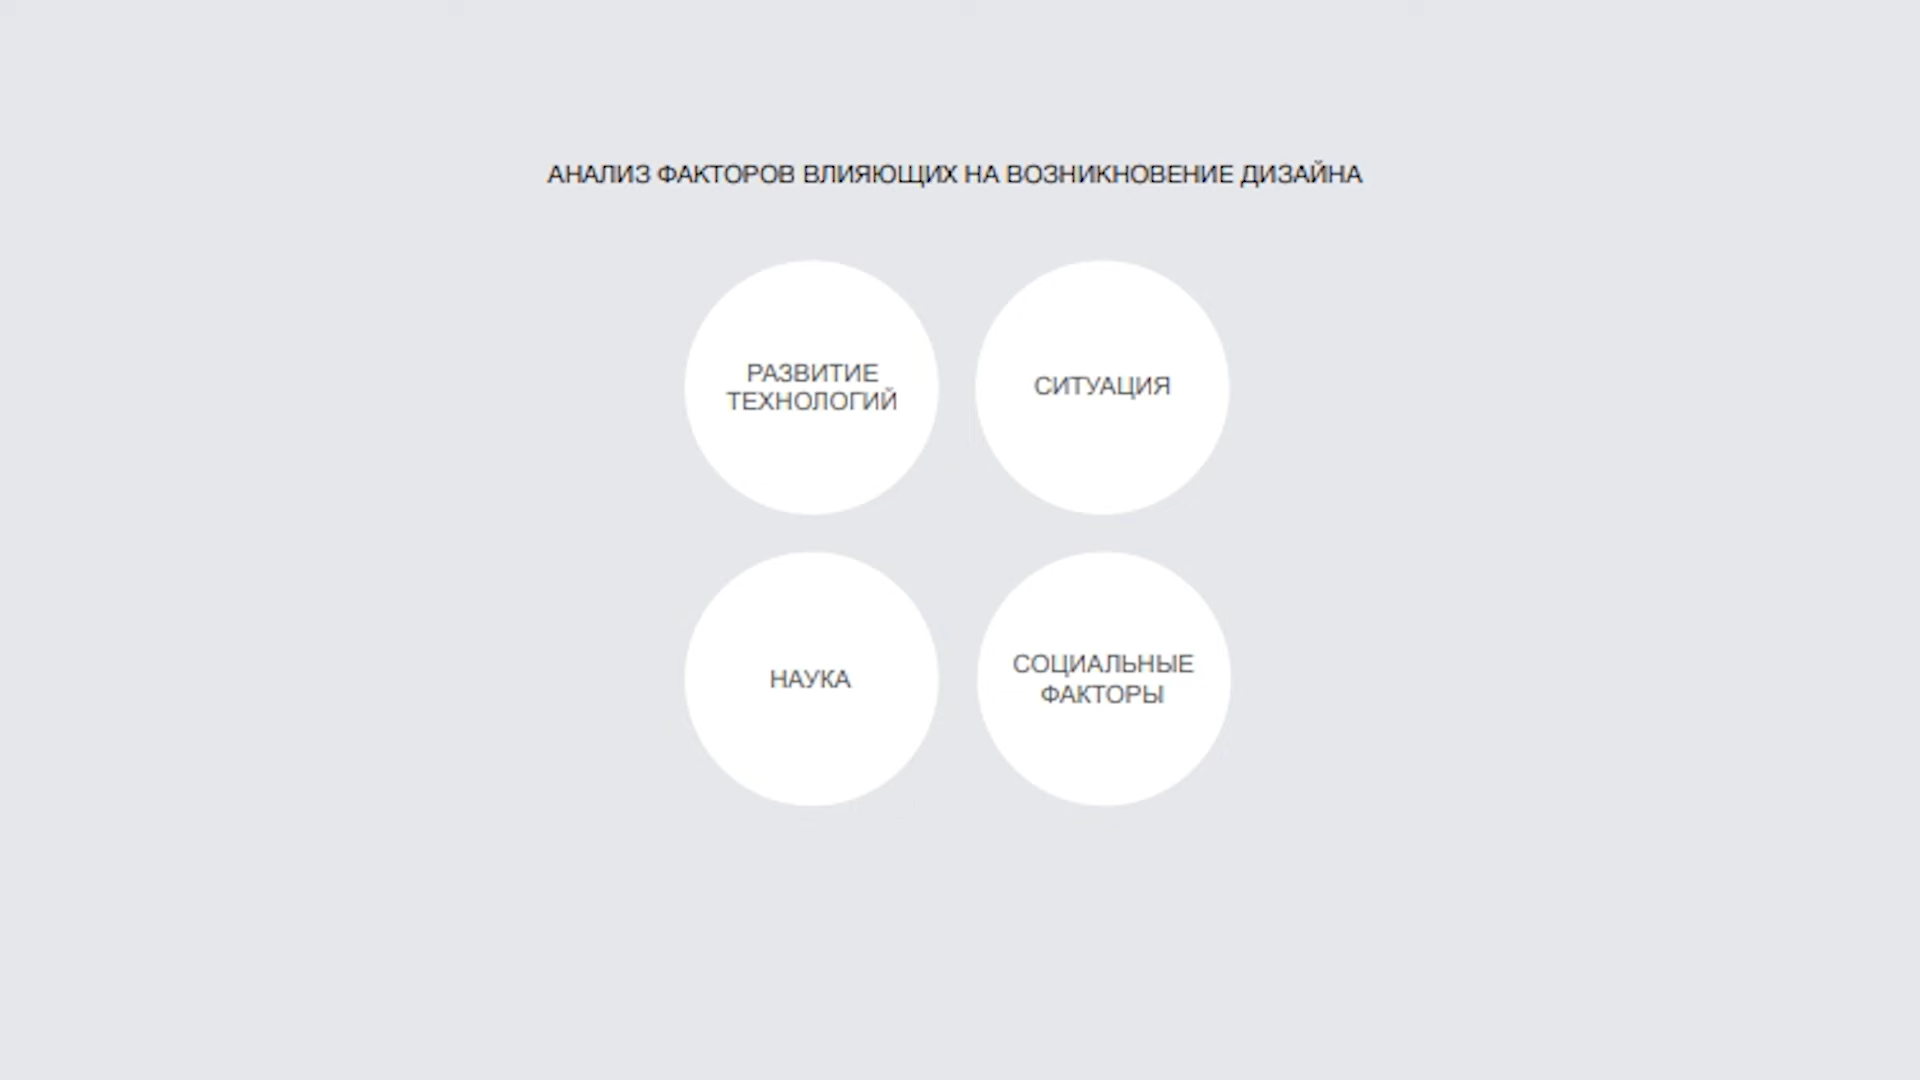 АНАЛИЗ ФАКТОРОВ ВЛИЯЮЩИХ НА ВОЗНИКНОВЕНИЕ ДИЗАЙНА
РАЗВИТИЕ
ТЕХНОЛОГИЙ
СИТУАЦИЯ
НАУКА
СОЦИАЛЬНЫЕ
ФАКТОРЫ